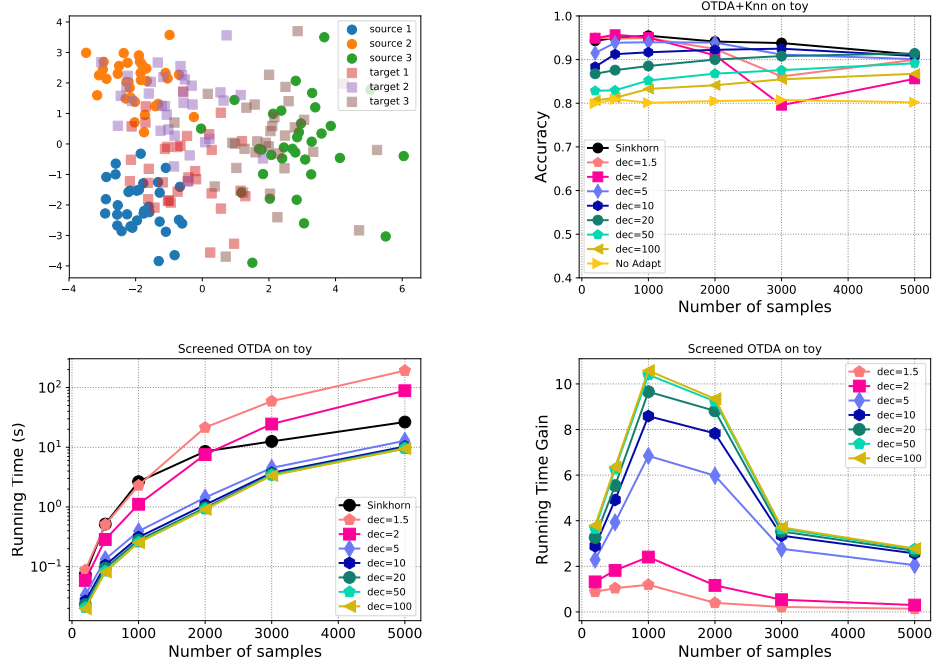 4
3
2
1
0
−1
−2
−3
−4
−4
−2
0
2
4
6
source 1
source 2
source 3
target 1
target 2
target 3
OTDA+Knn on toy
Accuracy
1.0
0.9
0.8
0.7
0.6
0.5
0.4
0
1000
2000
3000
4000
5000
Number of samples
Sinkhorn
dec=1.5
dec=2
dec=5
dec=10
dec=20
dec=50
dec=100
No Adapt
Screened OTDA on toy
Running Time (s)
10²
10¹
10⁰
10⁻¹
0
1000
2000
3000
4000
5000
Number of samples
Sinkhorn
dec=1.5
dec=2
dec=5
dec=10
dec=20
dec=50
dec=100
Screened OTDA on toy
Running Time Gain
10
8
6
4
2
0
0
1000
2000
3000
4000
5000
Number of samples
dec=1.5
dec=2
dec=5
dec=10
dec=20
dec=50
dec=100